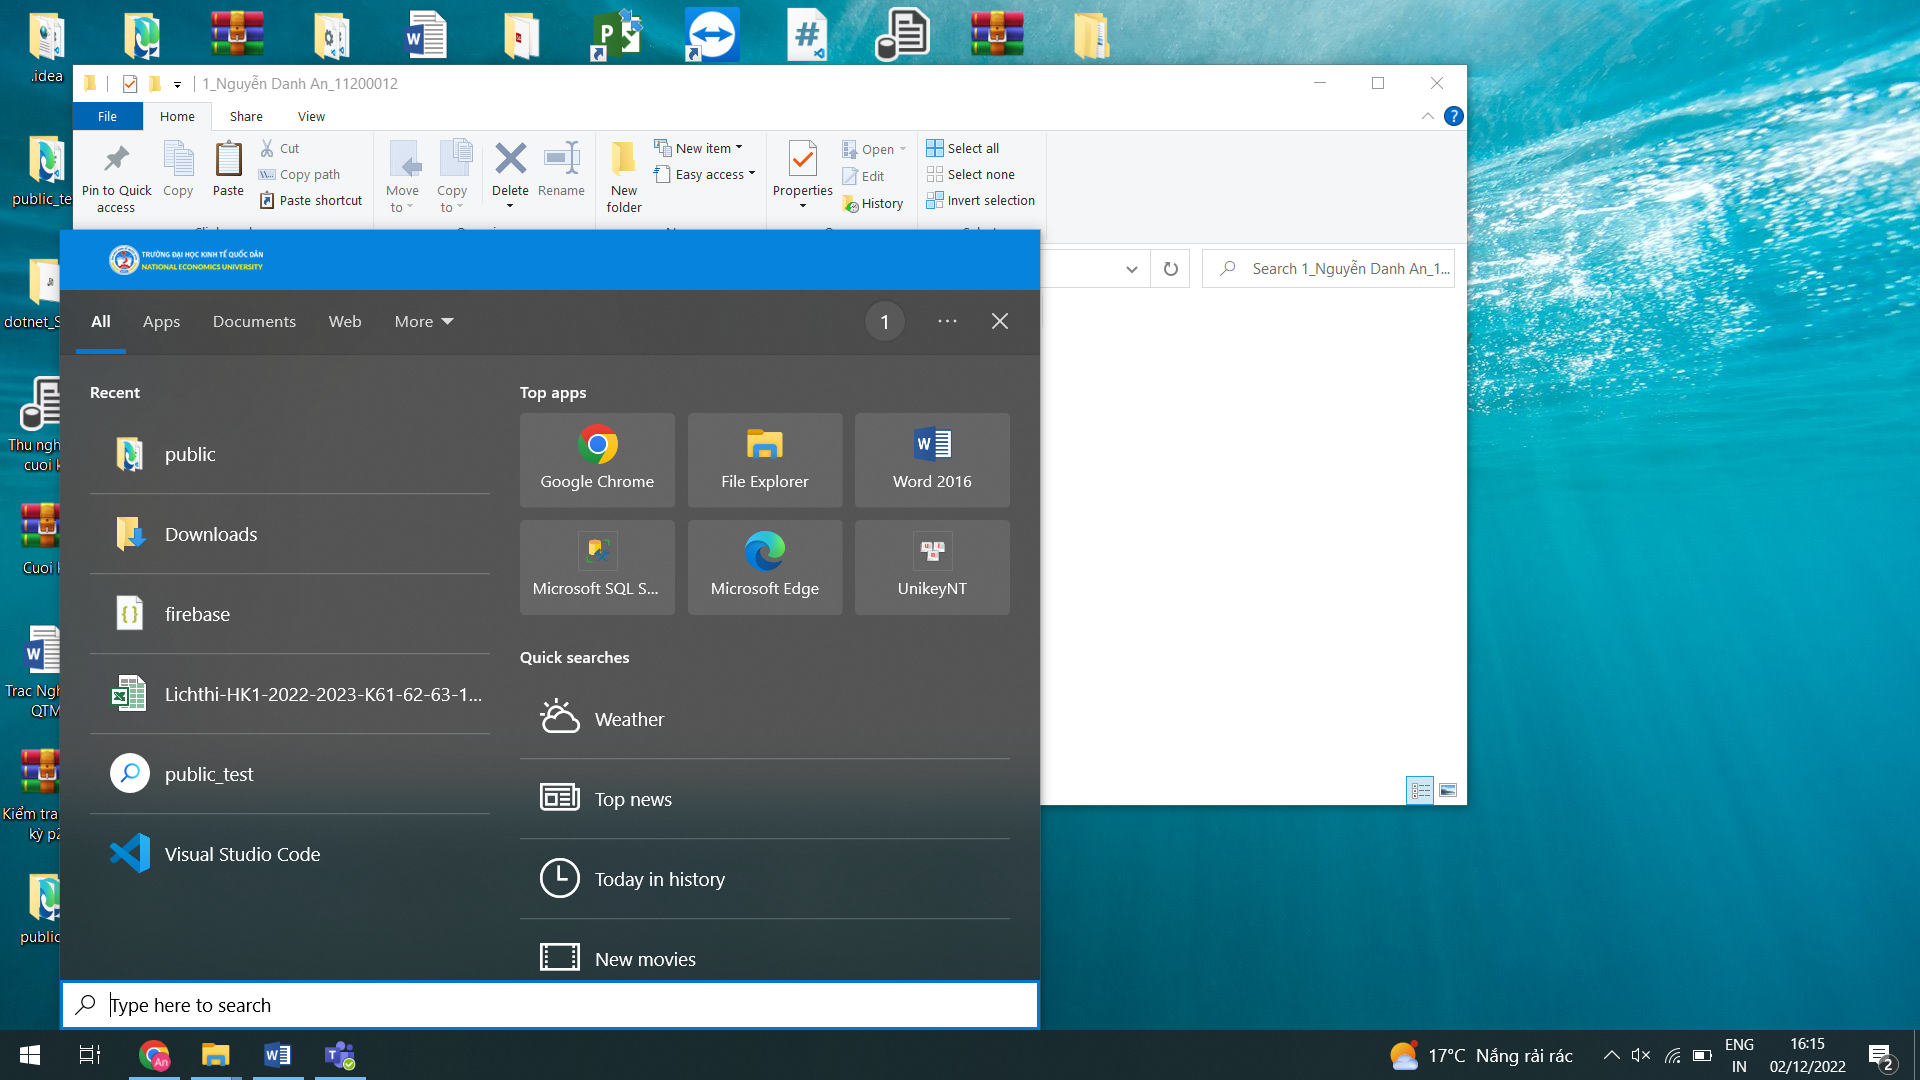 .idea
1_Nguyễn Danh An_11200012
File
Home
Share
View
Pin to Quick
access
Copy
Paste
Cut
Copy path
Paste shortcut
Move
to
Copy
to
Delete
Rename
New
folder
New item
Easy access
Properties
Open
Edit
History
Select all
Select none
Invert selection
Search 1_Nguyễn Danh An_1...
public_te
dotnet_S
Thu ngh
cuoi
Cuoi
Trac Ngh
QTM
Kiểm tra
kỳ p2
public
TRƯỜNG ĐẠI HỌC KINH TẾ QUỐC DÂN
NATIONAL ECONOMICS UNIVERSITY
All
Apps
Documents
Web
More
1
Recent
public
Downloads
firebase
Lichthi-HK1-2022-2023-K61-62-63-1...
public_test
Visual Studio Code
Top apps
Google Chrome
File Explorer
Word 2016
Microsoft SQL S...
Microsoft Edge
UnikeyNT
Quick searches
Weather
Top news
Today in history
New movies
Type here to search
17°C Nắng rải rác
ENG
IN
16:15
02/12/2022
2